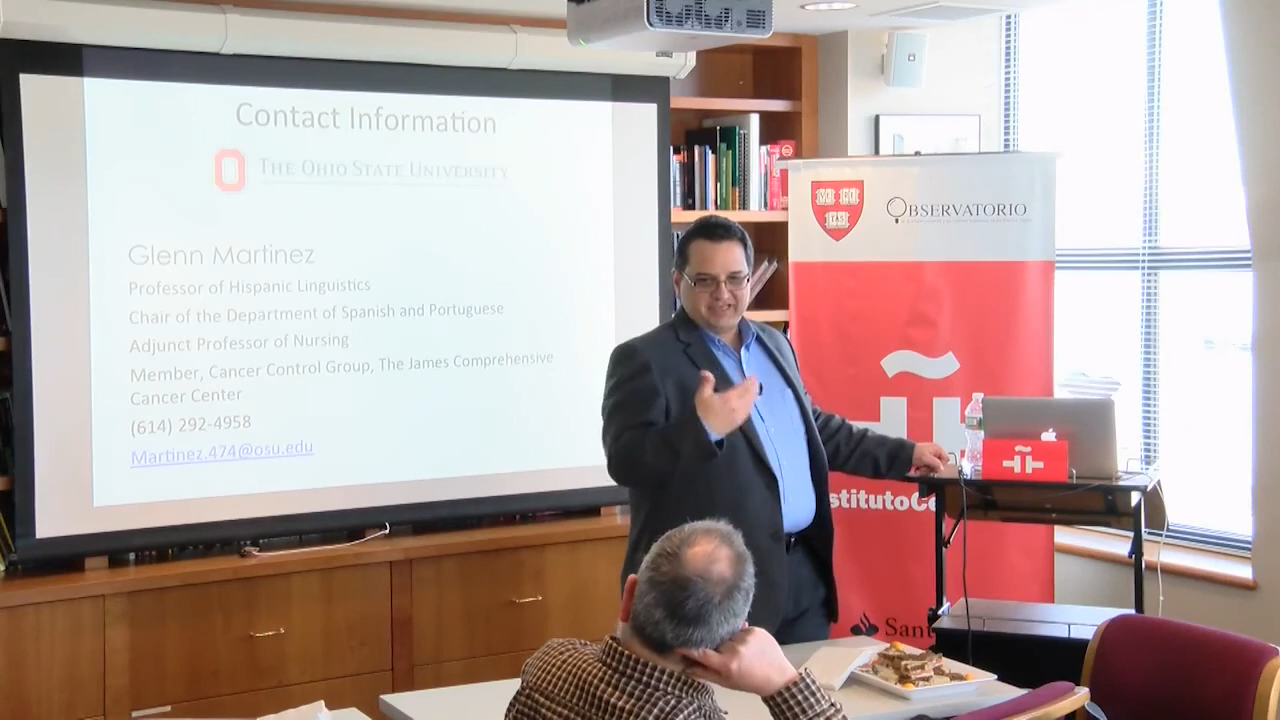 Contact Information
THE OHIO STATE UNIVERSITY
Glenn Martinez
Professor of Hispanic Linguistics
Chair of the Department of Spanish and Portuguese
Adjunct Professor of Nursing
Member, Cancer Control Group, The James Comprehensive
Cancer Center
(614) 292-4958
Martinez.474@osu.edu
OBSERVATORIO
stitutoCe
Sant